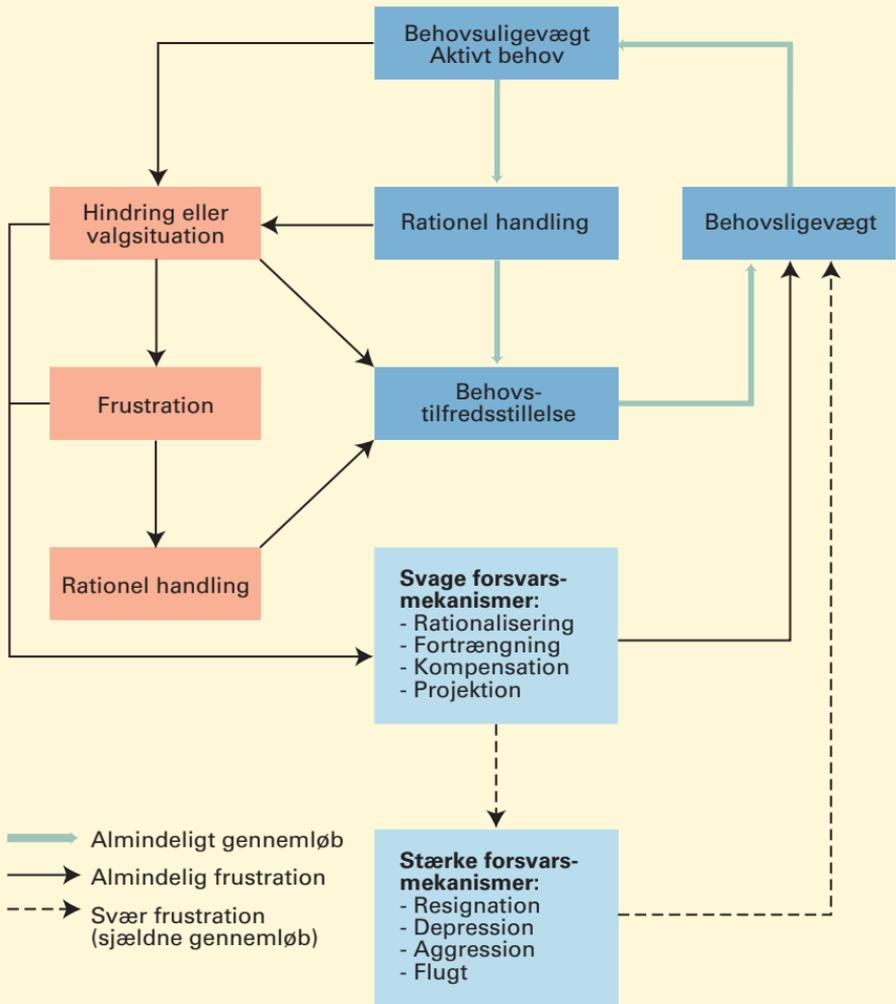 Behovsuligevægt
Aktivt behov
Hindring eller
valgsituation
Rationel handling
Behovsligevægt
Frustration
Behovs-
tilfredsstillelse
Rationel handling
Svage forsvars-
mekanismer:
- Rationalisering
- Fortrængning
- Kompensation
- Projektion
Almindeligt gennemløb
Almindelig frustration
Svær frustration
(sjældne gennemløb)
Stærke forsvars-
mekanismer:
- Resignation
- Depression
- Aggression
- Flugt